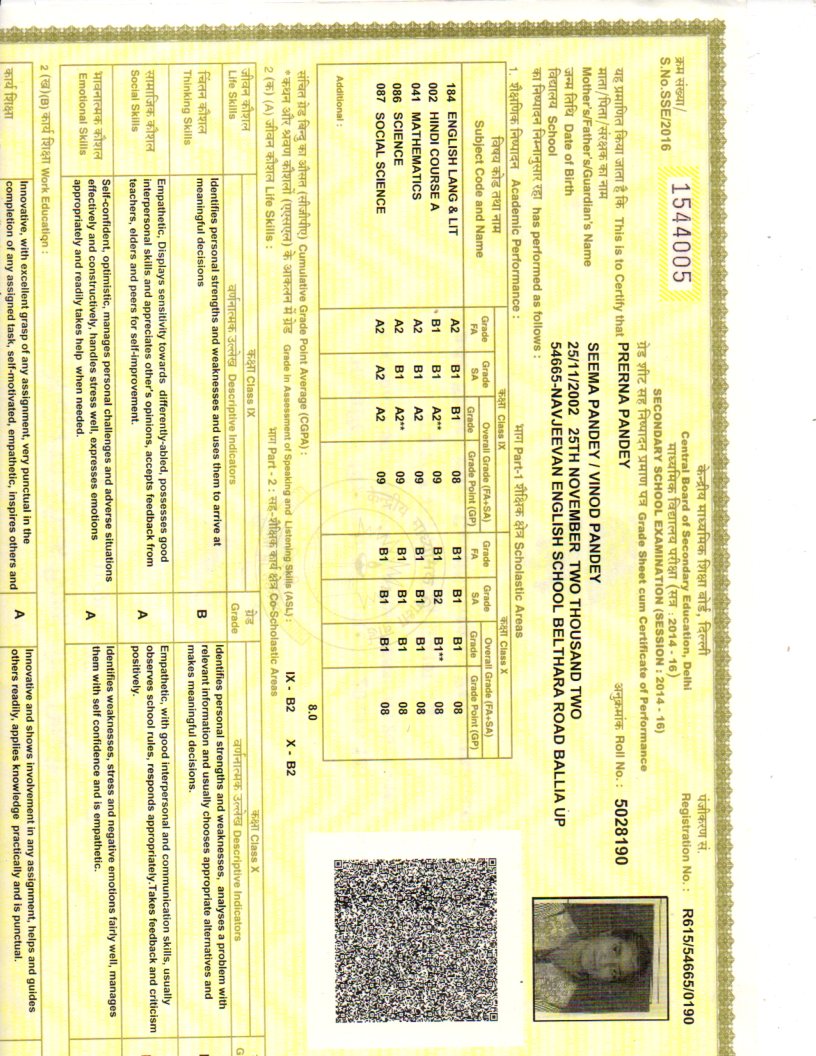 केन्द्रीय माध्यमिक शिक्षा बोर्ड, दिल्ली
Central Board of Secondary Education, Delhi
माध्यमिक विद्यालय परीक्षा (सत्र : 2014 - 16)
SECONDARY SCHOOL EXAMINATION (SESSION : 2014 - 16)
ग्रेड शीट सह निष्पादन प्रमाण पत्र Grade Sheet cum Certificate of Performance
क्रम संख्या/
S.No.SSE/2016 1544005
पंजीकरण सं.
Registration No. : R615/54665/0190
यह प्रमाणित किया जाता है कि This is to Certify that PRERNA PANDEY अनुक्रमांक Roll No. : 5028190
माता/पिता/संरक्षक का नाम
Mother's/Father's/Guardian's Name SEEMA PANDEY / VINOD PANDEY
जन्म तिथि Date of Birth 25/11/2002 25TH NOVEMBER TWO THOUSAND TWO
विद्यालय School 54665-NAVJEEVAN ENGLISH SCHOOL BELTHARA ROAD BALLIA UP
का निष्पादन निम्नानुसार रहा has performed as follows :
1. शैक्षणिक निष्पादन Academic Performance : भाग Part-1 शैक्षिक क्षेत्र Scholastic Areas
विषय कोड तथा नाम
Subject Code and Name
कक्षा Class IX कक्षा Class X
Grade FA Grade SA Overall Grade (FA+SA) Grade FA Grade SA Overall Grade (FA+SA)
Grade Grade Point (GP) Grade Grade Point (GP)
184 ENGLISH LANG & LIT A2 B1 B1 08 B1 B1 B1 08
002 HINDI COURSE A B1 B1 A2** 09 B1 B2 B1** 08
041 MATHEMATICS A2 B1 A2 09 B1 B1 B1 08
086 SCIENCE A2 B1 A2** 09 B1 B1 B1 08
087 SOCIAL SCIENCE A2 A2 A2 09 B1 B1 B1 08
Additional :
संचित ग्रेड बिन्दु का औसत (सीजीपीए) Cumulative Grade Point Average (CGPA) : 8.0
* कथन और श्रवण कौशलों (एएसएल) के आकलन में ग्रेड Grade in Assessment of Speaking and Listening Skills (ASL) : IX - B2 X - B2
2 (क) (A) जीवन कौशल Life Skills : भाग Part - 2 : सह-शैक्षिक कार्य क्षेत्र Co-Scholastic Areas
जीवन कौशल
Life Skills
कक्षा Class IX ग्रेड कक्षा Class X
वर्णनात्मक उल्लेख Descriptive Indicators Grade वर्णनात्मक उल्लेख Descriptive Indicators
चिंतन कौशल
Thinking Skills
Identifies personal strengths and weaknesses and uses them to arrive at
meaningful decisions
B
Identifies personal strengths and weaknesses, analyses a problem with
relevant information and usually chooses appropriate alternatives and
makes meaningful decisions.
सामाजिक कौशल
Social Skills
Empathetic, Displays sensitivity towards differently-abled, possesses good
interpersonal skills and appreciates other's opinions, accepts feedback from
teachers, elders and peers for self-improvement.
A
Empathetic, with good interpersonal and communication skills, usually
observes school rules, responds appropriately.Takes feedback and criticism
positively.
भावनात्मक कौशल
Emotional Skills
Self-confident, optimistic, manages personal challenges and adverse situations
effectively and constructively, handles stress well, expresses emotions
appropriately and readily takes help when needed.
A
Identifies weaknesses, stress and negative emotions fairly well, manages
them with self confidence and is empathetic.
2 (ख)(B) कार्य शिक्षा Work Education :
कार्य शिक्षा
Innovative, with excellent grasp of any assignment, very punctual in the
completion of any assigned task, self-motivated, empathetic, inspires others and
A
Innovative and shows involvement in any assignment, helps and guides
others readily, applies knowledge practically and is punctual.